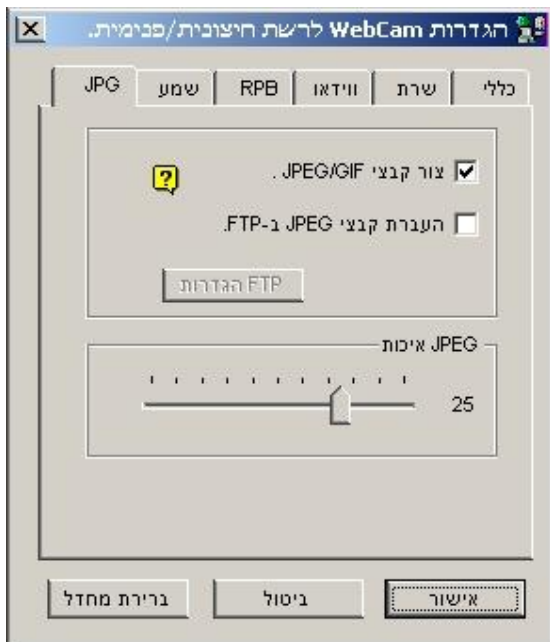 הגדרות WebCam לרשת חיצונית/פנימית.
כללי שרת ווידאו RPB שמע JPG
צור קבצי JPEG/GIF .
העברת קבצי JPEG ב-FTP.
FTP הגדרות
JPEG איכות
25
אישור ביטול ברירת מחדל